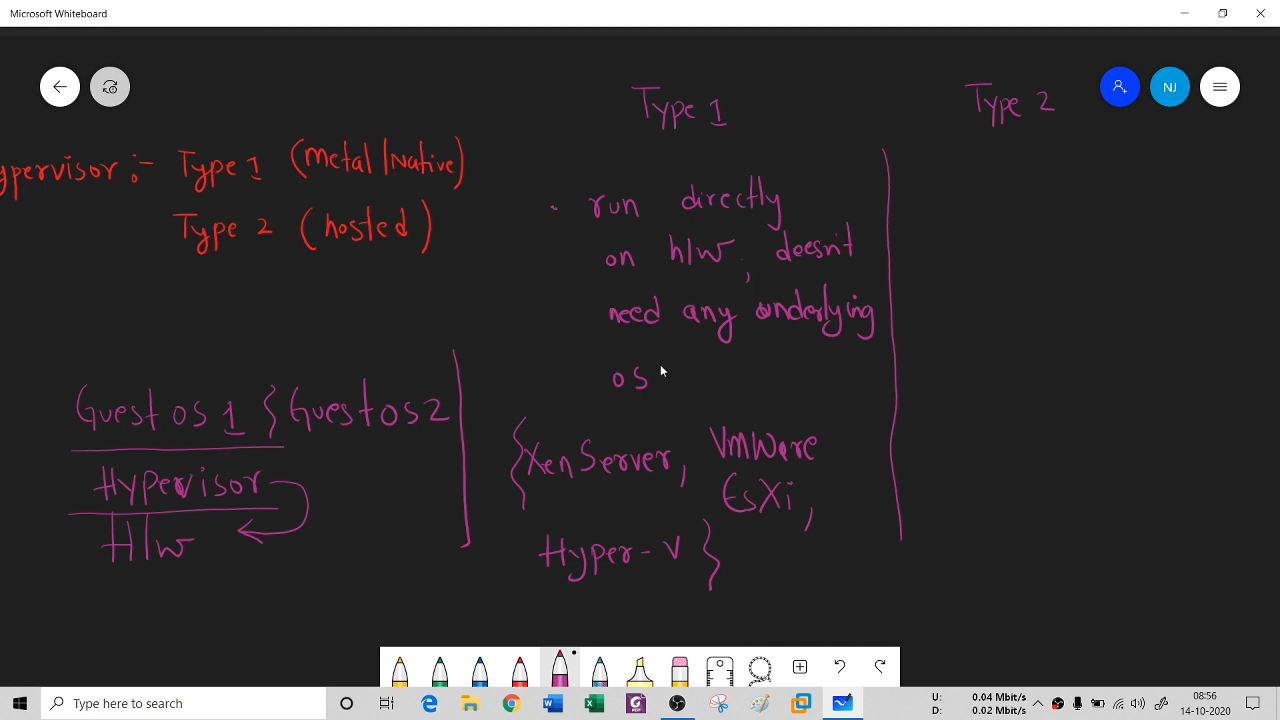 Microsoft Whiteboard
NJ
ypervisor :- Type 1 (Metal/Native)
Type 2 (hosted)
Guest os 1 } Guest os 2
Hypervisor
H/w
Type 1
. run directly
on h/w, doesn't
need any underlying
os
{XenServer, VMWare
EsXi,
Hyper-V}
Type 2
Type here to search
U: 0.04 Mbit/s
D: 0.02 Mbit/s
08:56
14-10-2020